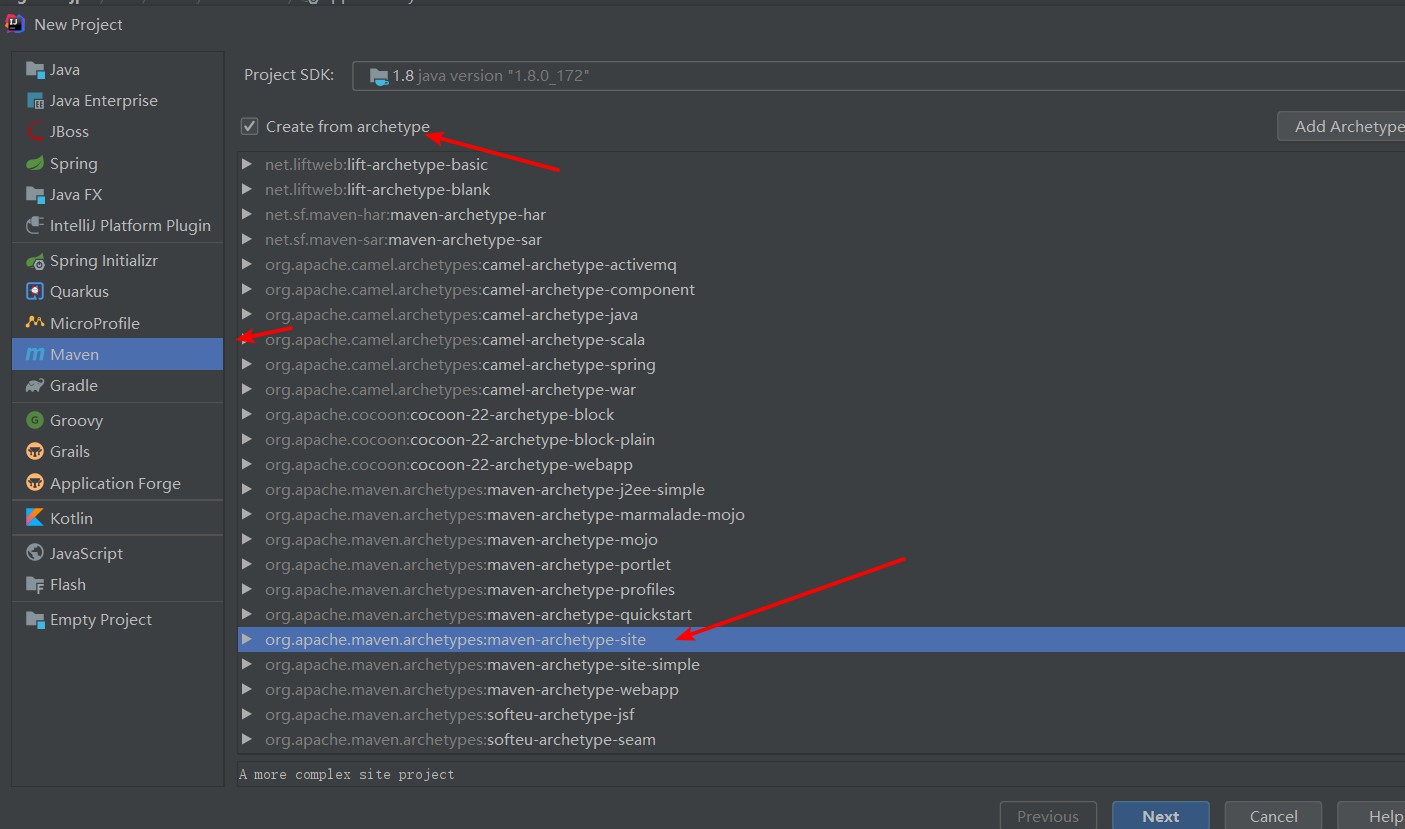 New Project
Java
Java Enterprise
JBoss
Spring
Java FX
IntelliJ Platform Plugin
Spring Initializr
Quarkus
MicroProfile
Maven
Gradle
Groovy
Grails
Application Forge
Kotlin
JavaScript
Flash
Empty Project
Project SDK: 1.8 java version "1.8.0_172"
Create from archetype
Add Archetype
net.liftweb:lift-archetype-basic
net.liftweb:lift-archetype-blank
net.sf.maven-har:maven-archetype-har
net.sf.maven-sar:maven-archetype-sar
org.apache.camel.archetypes:camel-archetype-activemq
org.apache.camel.archetypes:camel-archetype-component
org.apache.camel.archetypes:camel-archetype-java
org.apache.camel.archetypes:camel-archetype-scala
org.apache.camel.archetypes:camel-archetype-spring
org.apache.camel.archetypes:camel-archetype-war
org.apache.cocoon:cocoon-22-archetype-block
org.apache.cocoon:cocoon-22-archetype-block-plain
org.apache.cocoon:cocoon-22-archetype-webapp
org.apache.maven.archetypes:maven-archetype-j2ee-simple
org.apache.maven.archetypes:maven-archetype-marmalade-mojo
org.apache.maven.archetypes:maven-archetype-mojo
org.apache.maven.archetypes:maven-archetype-portlet
org.apache.maven.archetypes:maven-archetype-profiles
org.apache.maven.archetypes:maven-archetype-quickstart
org.apache.maven.archetypes:maven-archetype-site
org.apache.maven.archetypes:maven-archetype-site-simple
org.apache.maven.archetypes:maven-archetype-webapp
org.apache.maven.archetypes:softeu-archetype-jsf
org.apache.maven.archetypes:softeu-archetype-seam
A more complex site project
Previous
Next
Cancel
Help